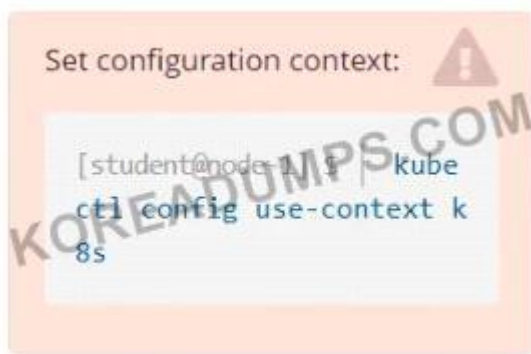 Set configuration context:
[student@node-1] $ | kube
ctl config use-context k
8s
KOREADUMPS.COM